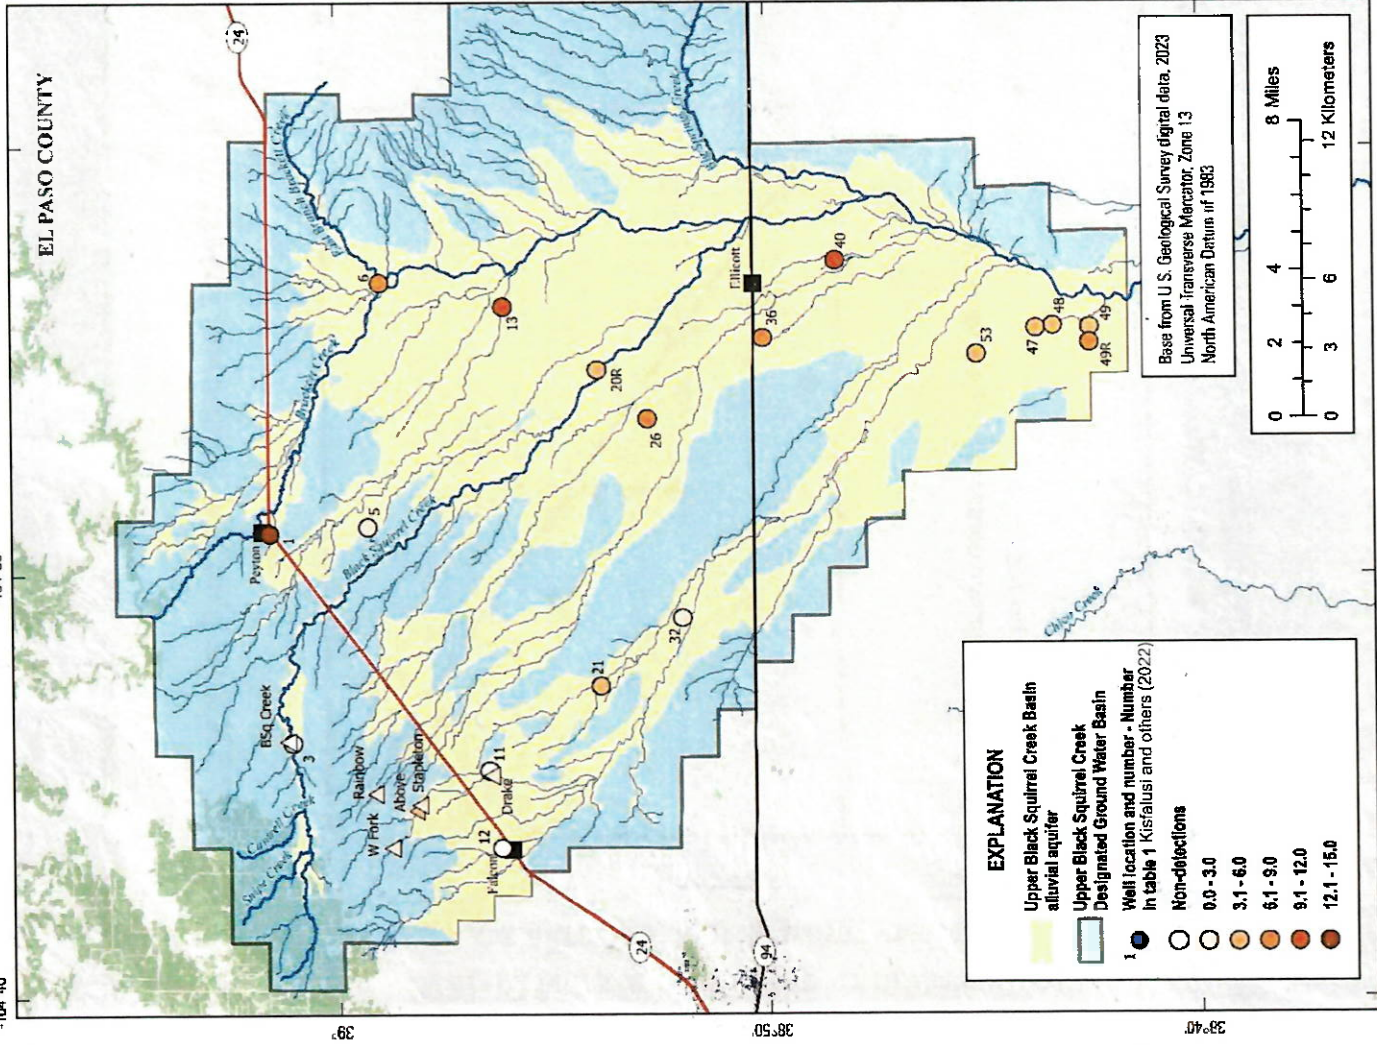 EL PASO COUNTY
24
East Branch Brackett Creek
6
Brackett Creek
13
Peyton
1
5
Black Squirrel Creek
20R
26
Ellicott
36
40
53
47
48
49
49R
BSq Creek
3
Rainbow
W Fork
Above
Stapleton
11
Drake
12
Falcon
21
32
24
94
Chico Creek
39°
38°50'
38°40'
Base from U.S. Geological Survey digital data, 2023
Universal Transverse Mercator, Zone 13
North American Datum of 1983
0 2 4 8 Miles
0 3 6 12 Kilometers
EXPLANATION
Upper Black Squirrel Creek Basin
alluvial aquifer
Upper Black Squirrel Creek
Designated Ground Water Basin
1 Well location and number - Number
in table 1 Kisfalusi and others (2022)
Non-detections
0.0 - 3.0
3.1 - 6.0
6.1 - 9.0
9.1 - 12.0
12.1 - 15.0